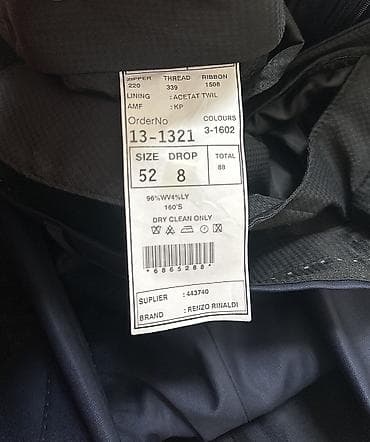 ZIPPER THREAD RIBBON
220 339 1508
LINING : ACETAT TWIL
AMF : KP
OrderNo COLOURS
13-1321 3-1602
SIZE DROP TOTAL
52 8 88
96%WV4%LY
160'S
DRY CLEAN ONLY
*6865288*
SUPLIER : 443740
BRAND : RENZO RINALDI